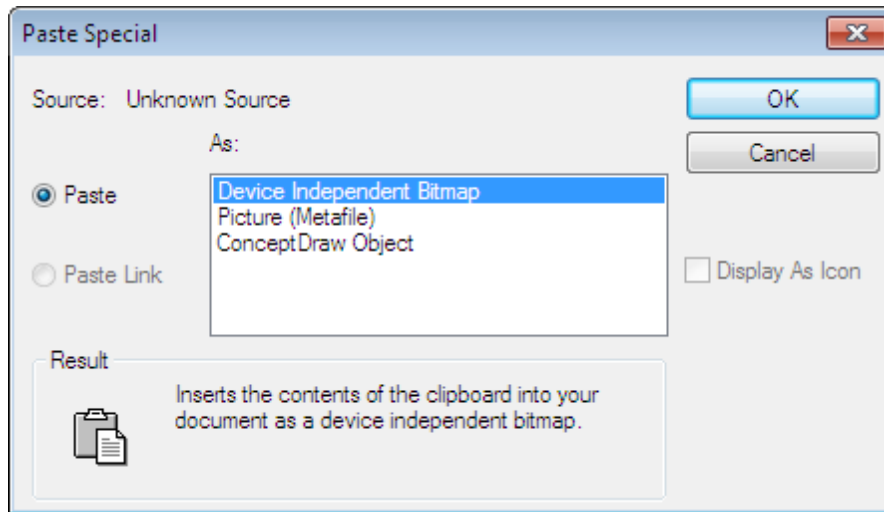 Paste Special
Source: Unknown Source
OK
As:
Cancel
Paste
Device Independent Bitmap
Picture (Metafile)
ConceptDraw Object
Paste Link
Display As Icon
Result
Inserts the contents of the clipboard into your
document as a device independent bitmap.